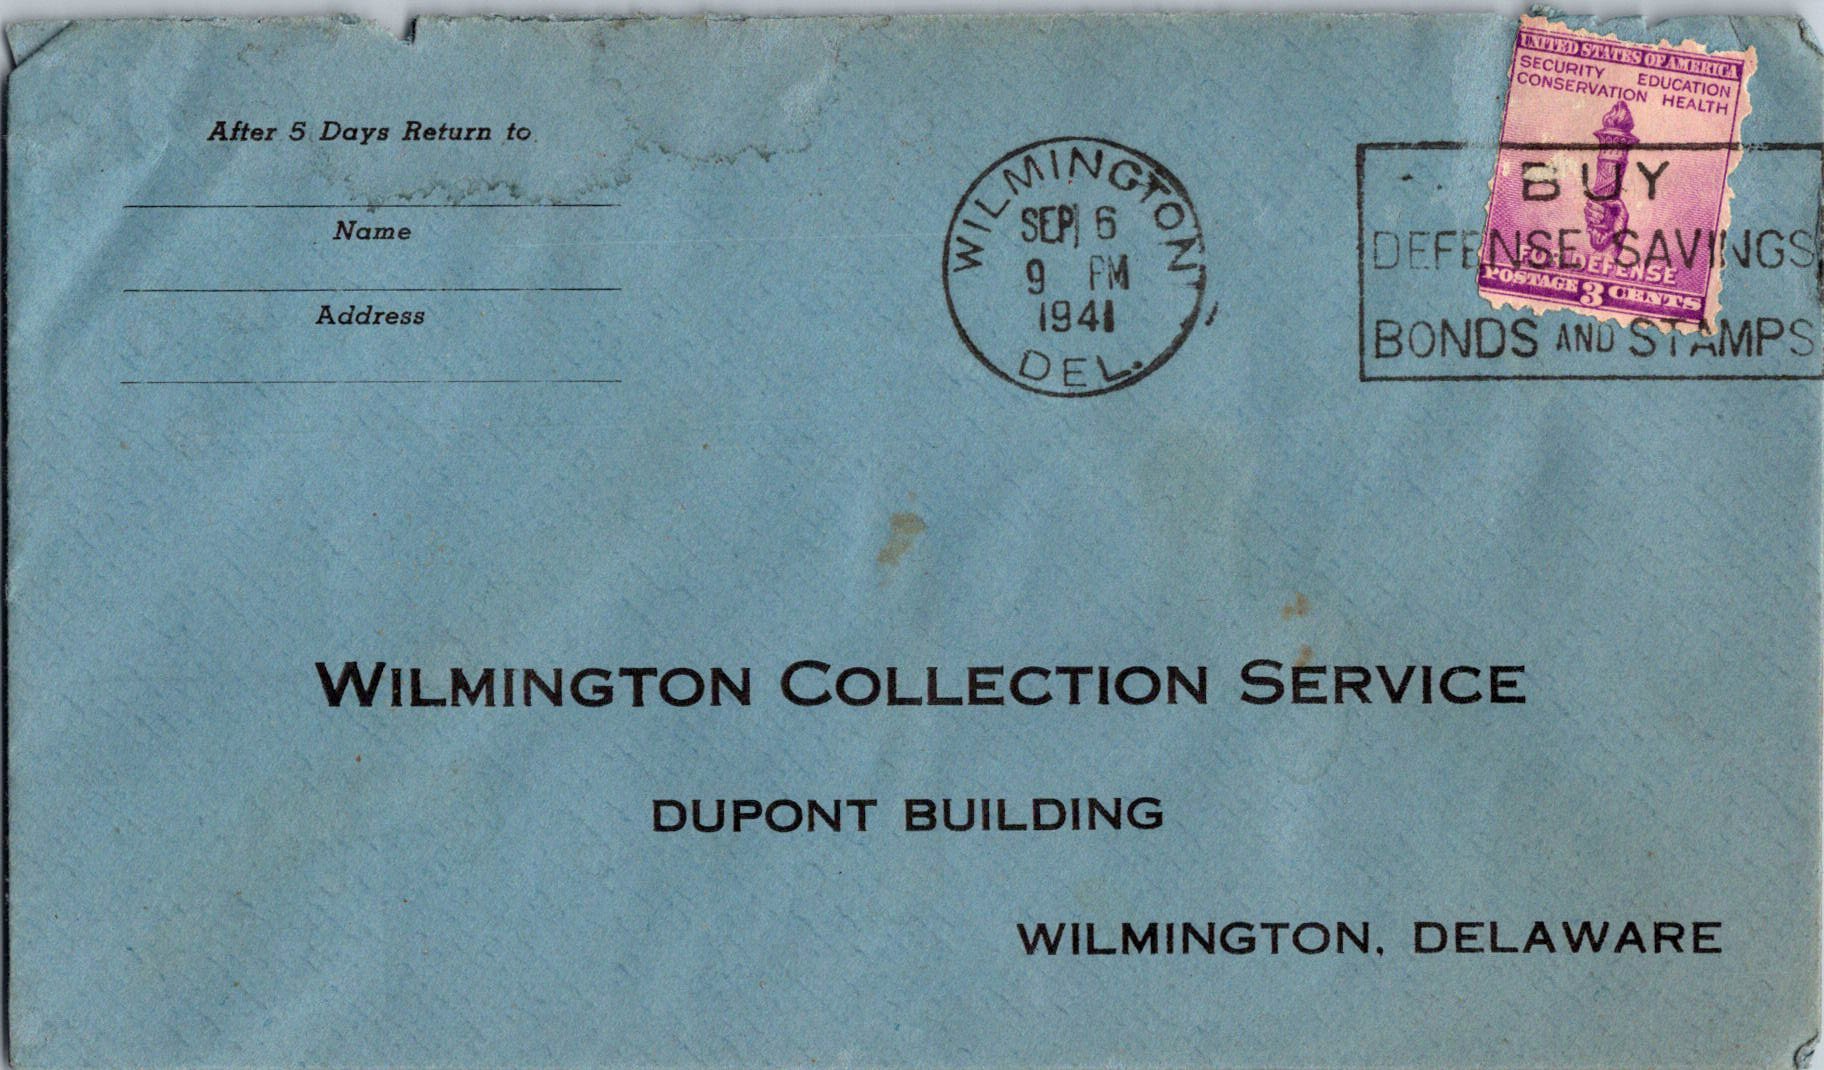 After 5 Days Return to
Name
Address
WILMINGTON
SEP 6
9 PM
1941
DEL.
UNITED STATES OF AMERICA
SECURITY EDUCATION
CONSERVATION HEALTH
FOR DEFENSE
POSTAGE 3 CENTS
BUY
DEFENSE SAVINGS
BONDS AND STAMPS
WILMINGTON COLLECTION SERVICE
DUPONT BUILDING
WILMINGTON, DELAWARE